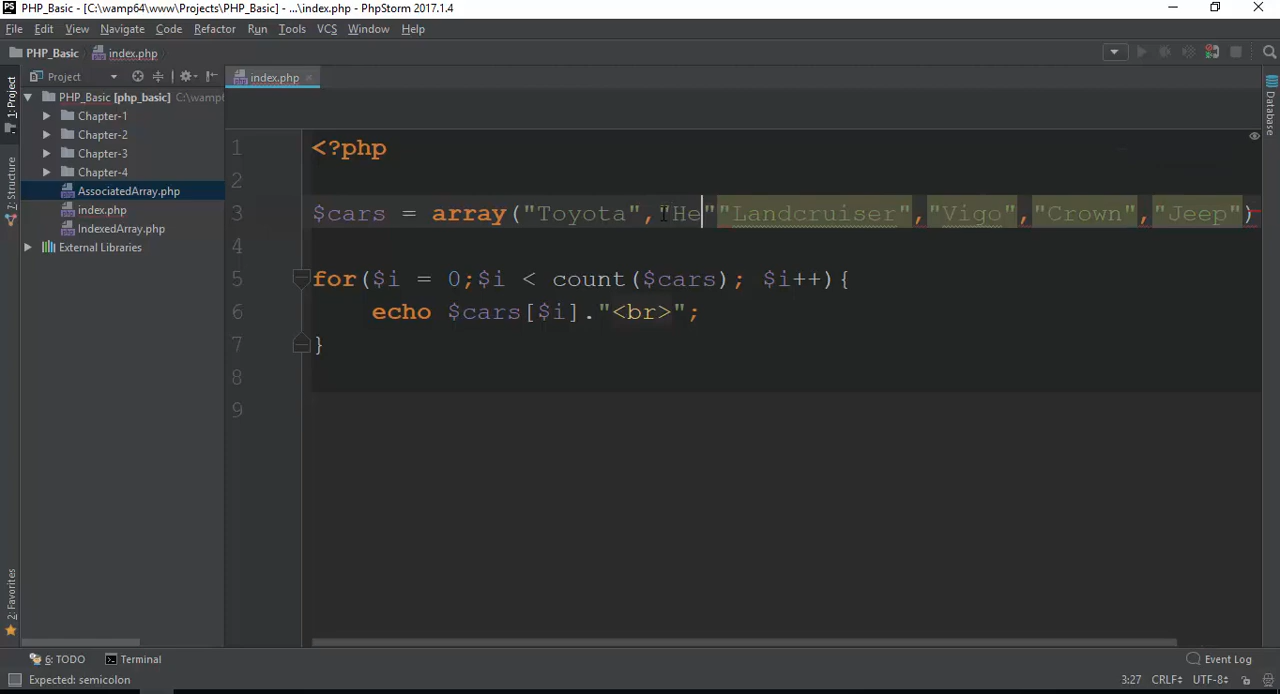 PS PHP_Basic - [C:\wamp64\www\Projects\PHP_Basic] - ...\index.php - PhpStorm 2017.1.4
File Edit View Navigate Code Refactor Run Tools VCS Window Help
PHP_Basic index.php
Project index.php
1: Project
Structure
2: Favorites
Database
PHP_Basic [php_basic] C:\wamp6
Chapter-1
Chapter-2
Chapter-3
Chapter-4
AssociatedArray.php
index.php
IndexedArray.php
External Libraries
1 <?php
2
3 $cars = array("Toyota","He""Landcruiser","Vigo","Crown","Jeep")
4
5 for($i = 0;$i < count($cars); $i++){
6 echo $cars[$i]."<br>";
7 }
8
9
6: TODO Terminal Event Log
Expected: semicolon 3:27 CRLF UTF-8